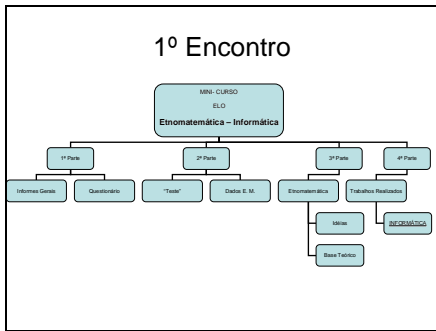 1º Encontro
MINI- CURSO
ELO
Etnomatemática – Informática
1ª Parte
2ª Parte
3ª Parte
4ª Parte
Informes Gerais
Questionário
"Teste"
Dados E. M.
Etnomatemática
Trabalhos Realizados
Idéias
INFORMÁTICA
Base Teórico